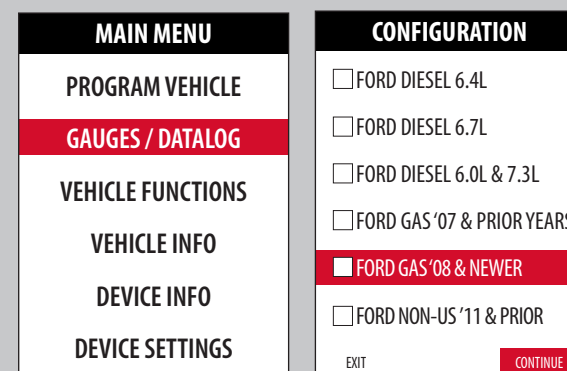 MAIN MENU
PROGRAM VEHICLE
GAUGES / DATALOG
VEHICLE FUNCTIONS
VEHICLE INFO
DEVICE INFO
DEVICE SETTINGS
CONFIGURATION
FORD DIESEL 6.4L
FORD DIESEL 6.7L
FORD DIESEL 6.0L & 7.3L
FORD GAS ‘07 & PRIOR YEARS
FORD GAS ‘08 & NEWER
FORD NON-US ’11 & PRIOR
EXIT CONTINUE